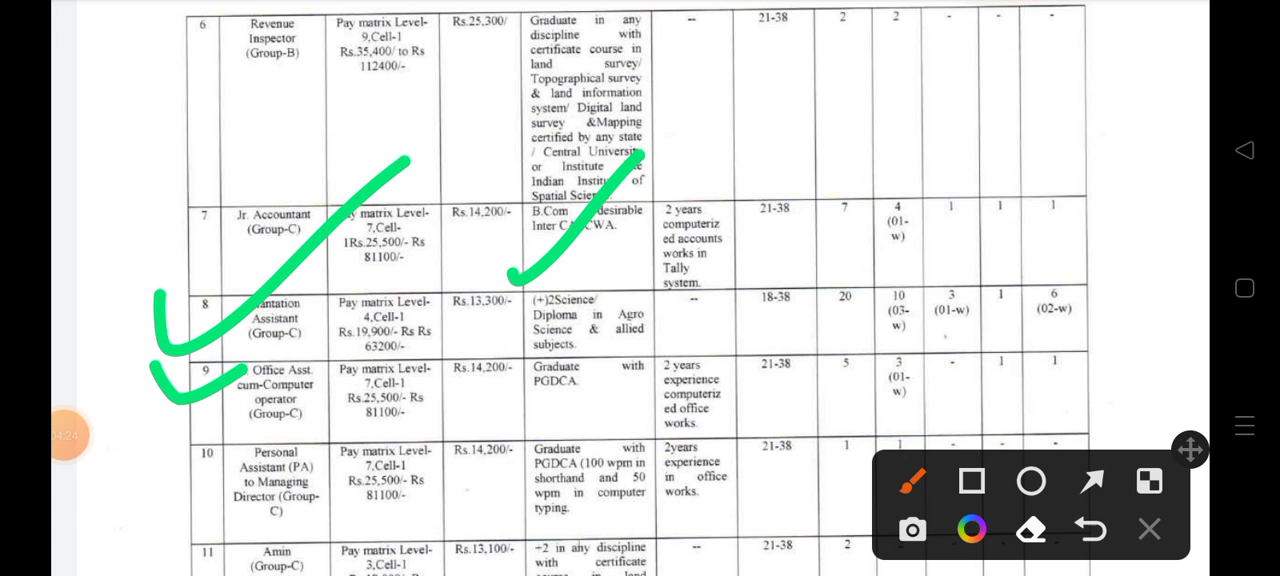 6
Revenue
Inspector
(Group-B)
Pay matrix Level-
9,Cell-1
Rs.35,400/ to Rs
112400/-
Rs.25,300/
Graduate in any
discipline with
certificate course in
land survey/
Topographical survey
& land information
system/ Digital land
survey &Mapping
certified by any state
/ Central University
or Institute
Indian Institute of
Spatial
--
21-38
2
2
-
-
-
7
Jr. Accountant
(Group-C)
matrix Level-
7,Cell-
1Rs.25,500/- Rs
81100/-
Rs.14,200/-
B.Com desirable
Inter
2 years
computeriz
ed accounts
works in
Tally
system.
21-38
7
4
(01-
w)
1
1
1
8
Assistant
(Group-C)
Pay matrix Level-
4,Cell-1
Rs.19,900/- Rs Rs
63200/-
Rs.13,300/-
(+)2Science/
Diploma in Agro
Science & allied
subjects.
--
18-38
20
10
(03-
w)
3
(01-w)
1
6
(02-w)
9
Office Asst.
cum-Computer
operator
(Group-C)
Pay matrix Level-
7,Cell-1
Rs.25,500/- Rs
81100/-
Rs.14,200/-
Graduate with
PGDCA.
2 years
experience
computeriz
ed office
works.
21-38
5
3
(01-
w)
-
1
1
10
Personal
Assistant (PA)
to Managing
Director (Group-
C)
Pay matrix Level-
7,Cell-1
Rs.25,500/- Rs
81100/-
Rs.14,200/-
Graduate with
PGDCA (100 wpm in
shorthand and 50
wpm in computer
typing.
2years
experience
in office
works.
21-38
1
1
-
-
-
11
Amin
(Group-C)
Pay matrix Level-
3,Cell-1
Rs.13,100/-
+2 in any discipline
with certificate
--
21-38
2
04:24